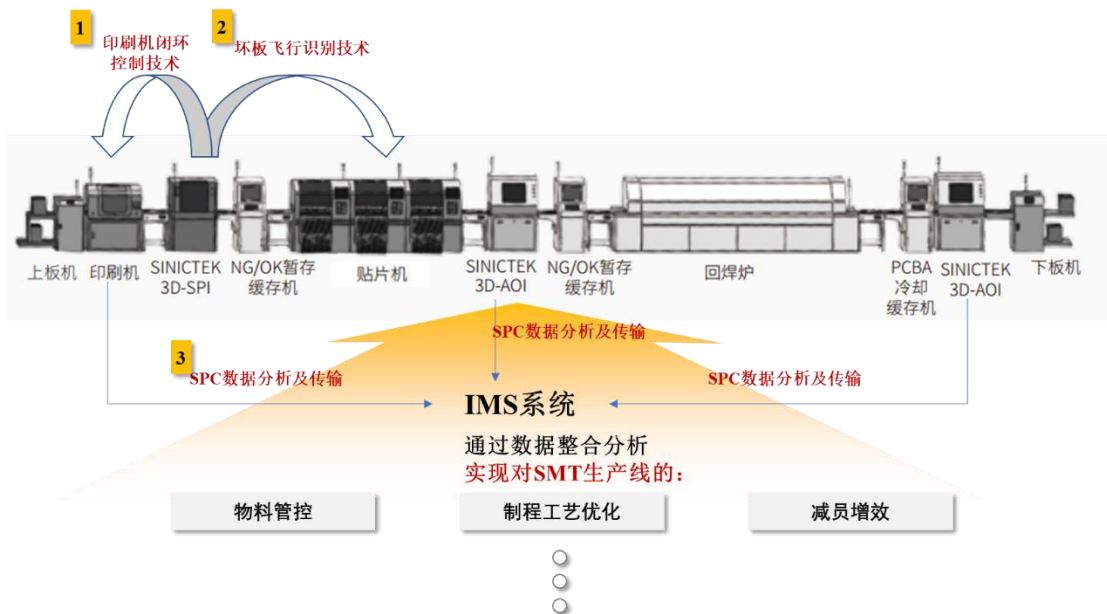 1
印刷机闭环
控制技术
2
坏板飞行识别技术
上板机
印刷机
SINICTEK
3D-SPI
NG/OK暂存
缓存机
贴片机
SINICTEK
3D-AOI
NG/OK暂存
缓存机
回焊炉
PCBA
冷却
缓存机
SINICTEK
3D-AOI
下板机
SPC数据分析及传输
3
SPC数据分析及传输
SPC数据分析及传输
IMS系统
通过数据整合分析
实现对SMT生产线的：
物料管控
制程工艺优化
减员增效